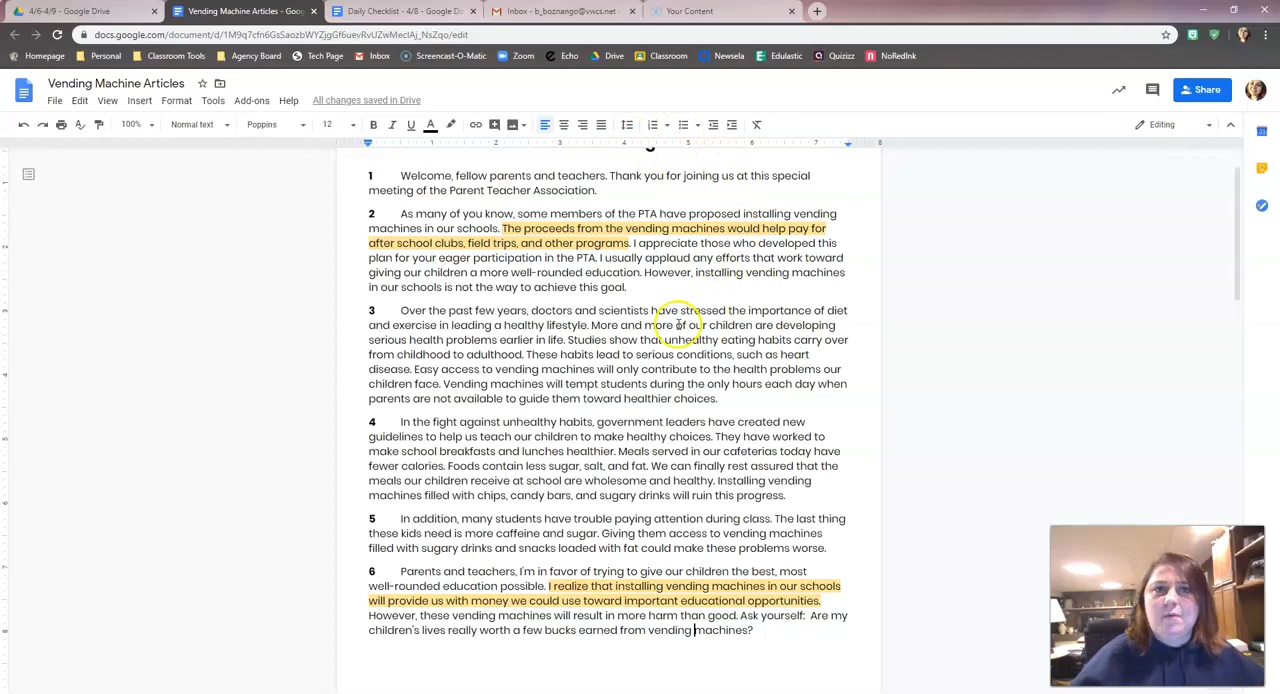 4/6-4/9 - Google Drive
Vending Machine Articles - Goog
Daily Checklist - 4/8 - Google Do
Inbox - b_boznango@vwcs.net -
Your Content
docs.google.com/document/d/1M9q7cfn6GsSaozbWYZjgGf6uevRvUZwMeclAj_NsZqo/edit
Homepage Personal Classroom Tools Agency Board Tech Page Inbox Screencast-O-Matic Zoom Echo Drive Classroom Newsela Edulastic Quizizz NoRedInk
Vending Machine Articles
File Edit View Insert Format Tools Add-ons Help All changes saved in Drive
Share
100% Normal text Poppins 12 B I U A Editing
1 2 3 4 5 6 7 8
1 Welcome, fellow parents and teachers. Thank you for joining us at this special
meeting of the Parent Teacher Association.
2 As many of you know, some members of the PTA have proposed installing vending
machines in our schools. The proceeds from the vending machines would help pay for
after school clubs, field trips, and other programs. I appreciate those who developed this
plan for your eager participation in the PTA. I usually applaud any efforts that work toward
giving our children a more well-rounded education. However, installing vending machines
in our schools is not the way to achieve this goal.
3 Over the past few years, doctors and scientists have stressed the importance of diet
and exercise in leading a healthy lifestyle. More and more of our children are developing
serious health problems earlier in life. Studies show that unhealthy eating habits carry over
from childhood to adulthood. These habits lead to serious conditions, such as heart
disease. Easy access to vending machines will only contribute to the health problems our
children face. Vending machines will tempt students during the only hours each day when
parents are not available to guide them toward healthier choices.
4 In the fight against unhealthy habits, government leaders have created new
guidelines to help us teach our children to make healthy choices. They have worked to
make school breakfasts and lunches healthier. Meals served in our cafeterias today have
fewer calories. Foods contain less sugar, salt, and fat. We can finally rest assured that the
meals our children receive at school are wholesome and healthy. Installing vending
machines filled with chips, candy bars, and sugary drinks will ruin this progress.
5 In addition, many students have trouble paying attention during class. The last thing
these kids need is more caffeine and sugar. Giving them access to vending machines
filled with sugary drinks and snacks loaded with fat could make these problems worse.
6 Parents and teachers, I'm in favor of trying to give our children the best, most
well-rounded education possible. I realize that installing vending machines in our schools
will provide us with money we could use toward important educational opportunities.
However, these vending machines will result in more harm than good. Ask yourself: Are my
children's lives really worth a few bucks earned from vending machines?